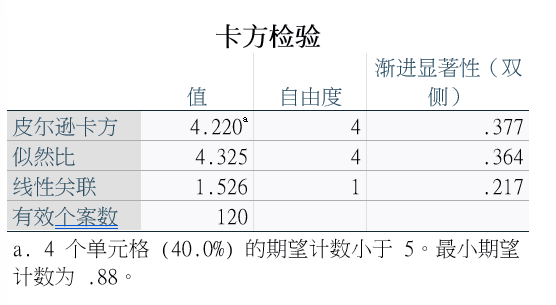 卡方检验
渐进显著性（双
值 自由度 侧）
皮尔逊卡方 4.220a 4 .377
似然比 4.325 4 .364
线性关联 1.526 1 .217
有效个案数 120
a. 4 个单元格 (40.0%) 的期望计数小于 5。最小期望
计数为 .88。